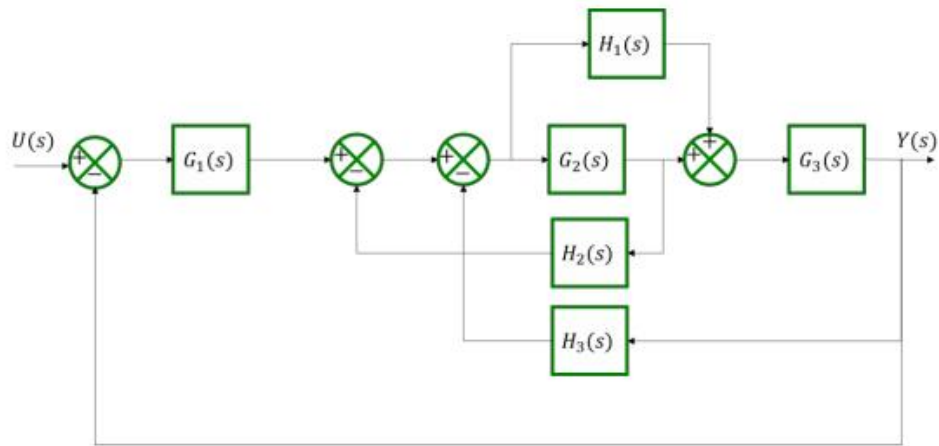 H₁(s)
U(s)
Y(s)
+
−
G₁(s)
+
−
+
−
G₂(s)
+
+
G₃(s)
H₂(s)
H₃(s)